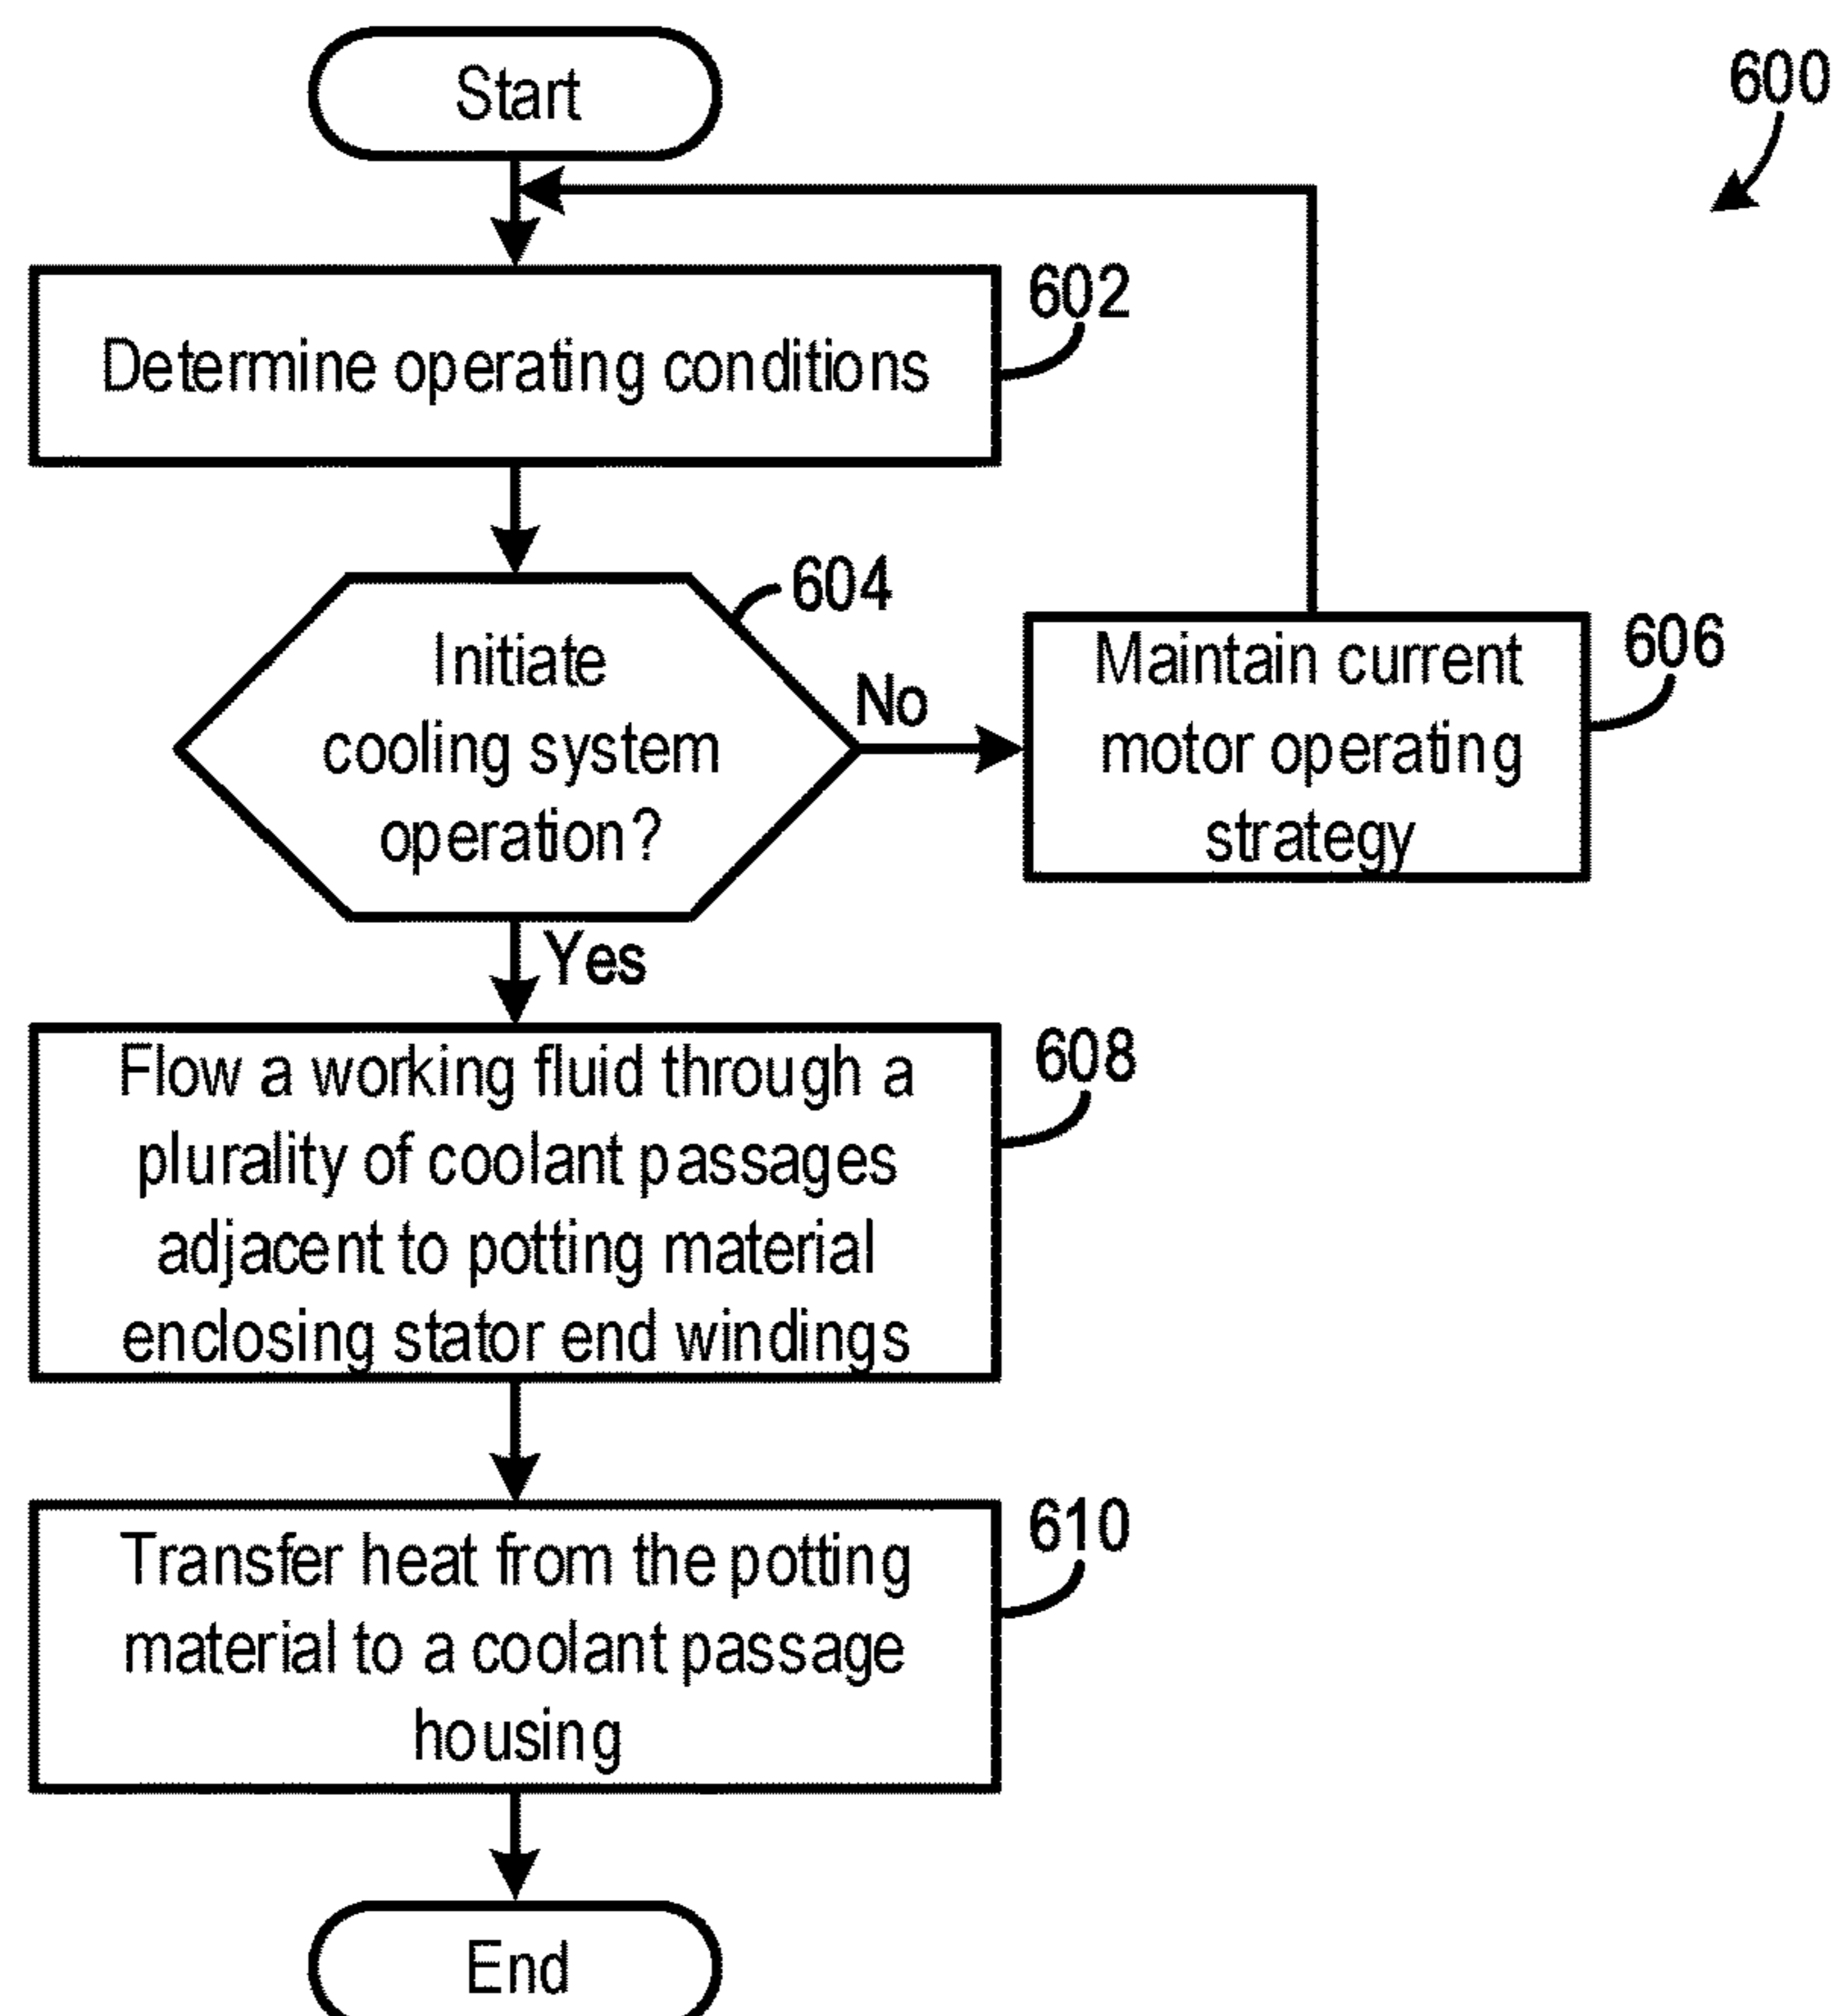 Start
600
602
Determine operating conditions
604
Initiate
cooling system
operation?
No
606
Maintain current
motor operating
strategy
Yes
608
Flow a working fluid through a
plurality of coolant passages
adjacent to potting material
enclosing stator end windings
610
Transfer heat from the potting
material to a coolant passage
housing
End